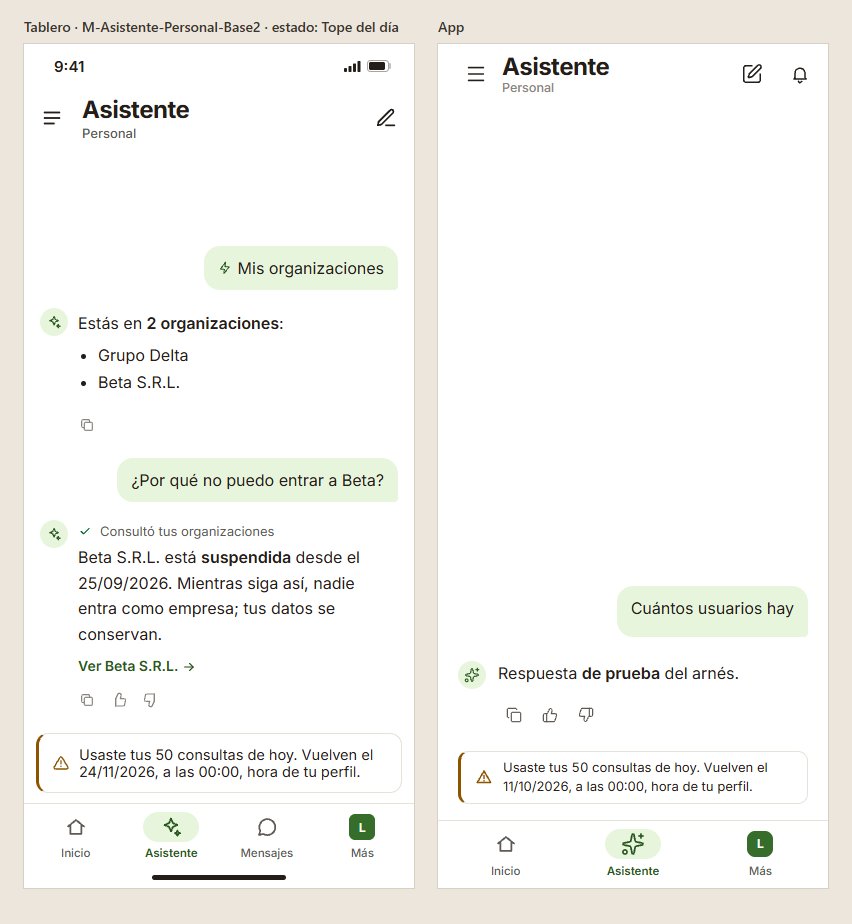 Tablero · M-Asistente-Personal-Base2 · estado: Tope del día
9:41
Asistente
Personal
Mis organizaciones
Estás en 2 organizaciones:
• Grupo Delta
• Beta S.R.L.
¿Por qué no puedo entrar a Beta?
Consultó tus organizaciones
Beta S.R.L. está suspendida desde el
25/09/2026. Mientras siga así, nadie
entra como empresa; tus datos se
conservan.
Ver Beta S.R.L. →
Usaste tus 50 consultas de hoy. Vuelven el
24/11/2026, a las 00:00, hora de tu perfil.
Inicio
Asistente
Mensajes
L
Más
App
Asistente
Personal
Cuántos usuarios hay
Respuesta de prueba del arnés.
Usaste tus 50 consultas de hoy. Vuelven el
11/10/2026, a las 00:00, hora de tu perfil.
Inicio
Asistente
L
Más